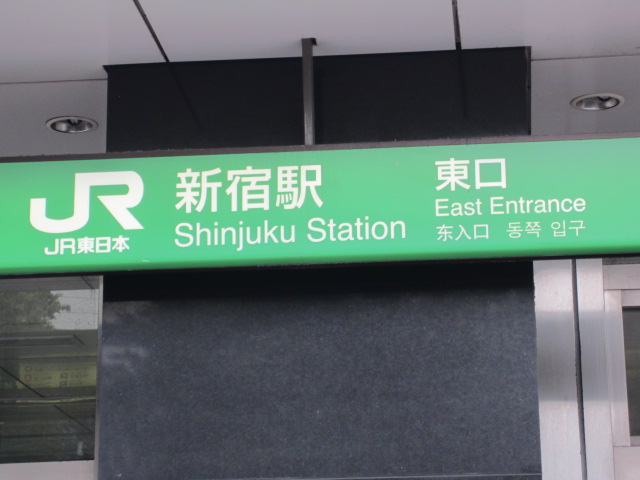 JR
JR東日本
新宿駅
Shinjuku Station
東口
East Entrance
东入口 동쪽 입구